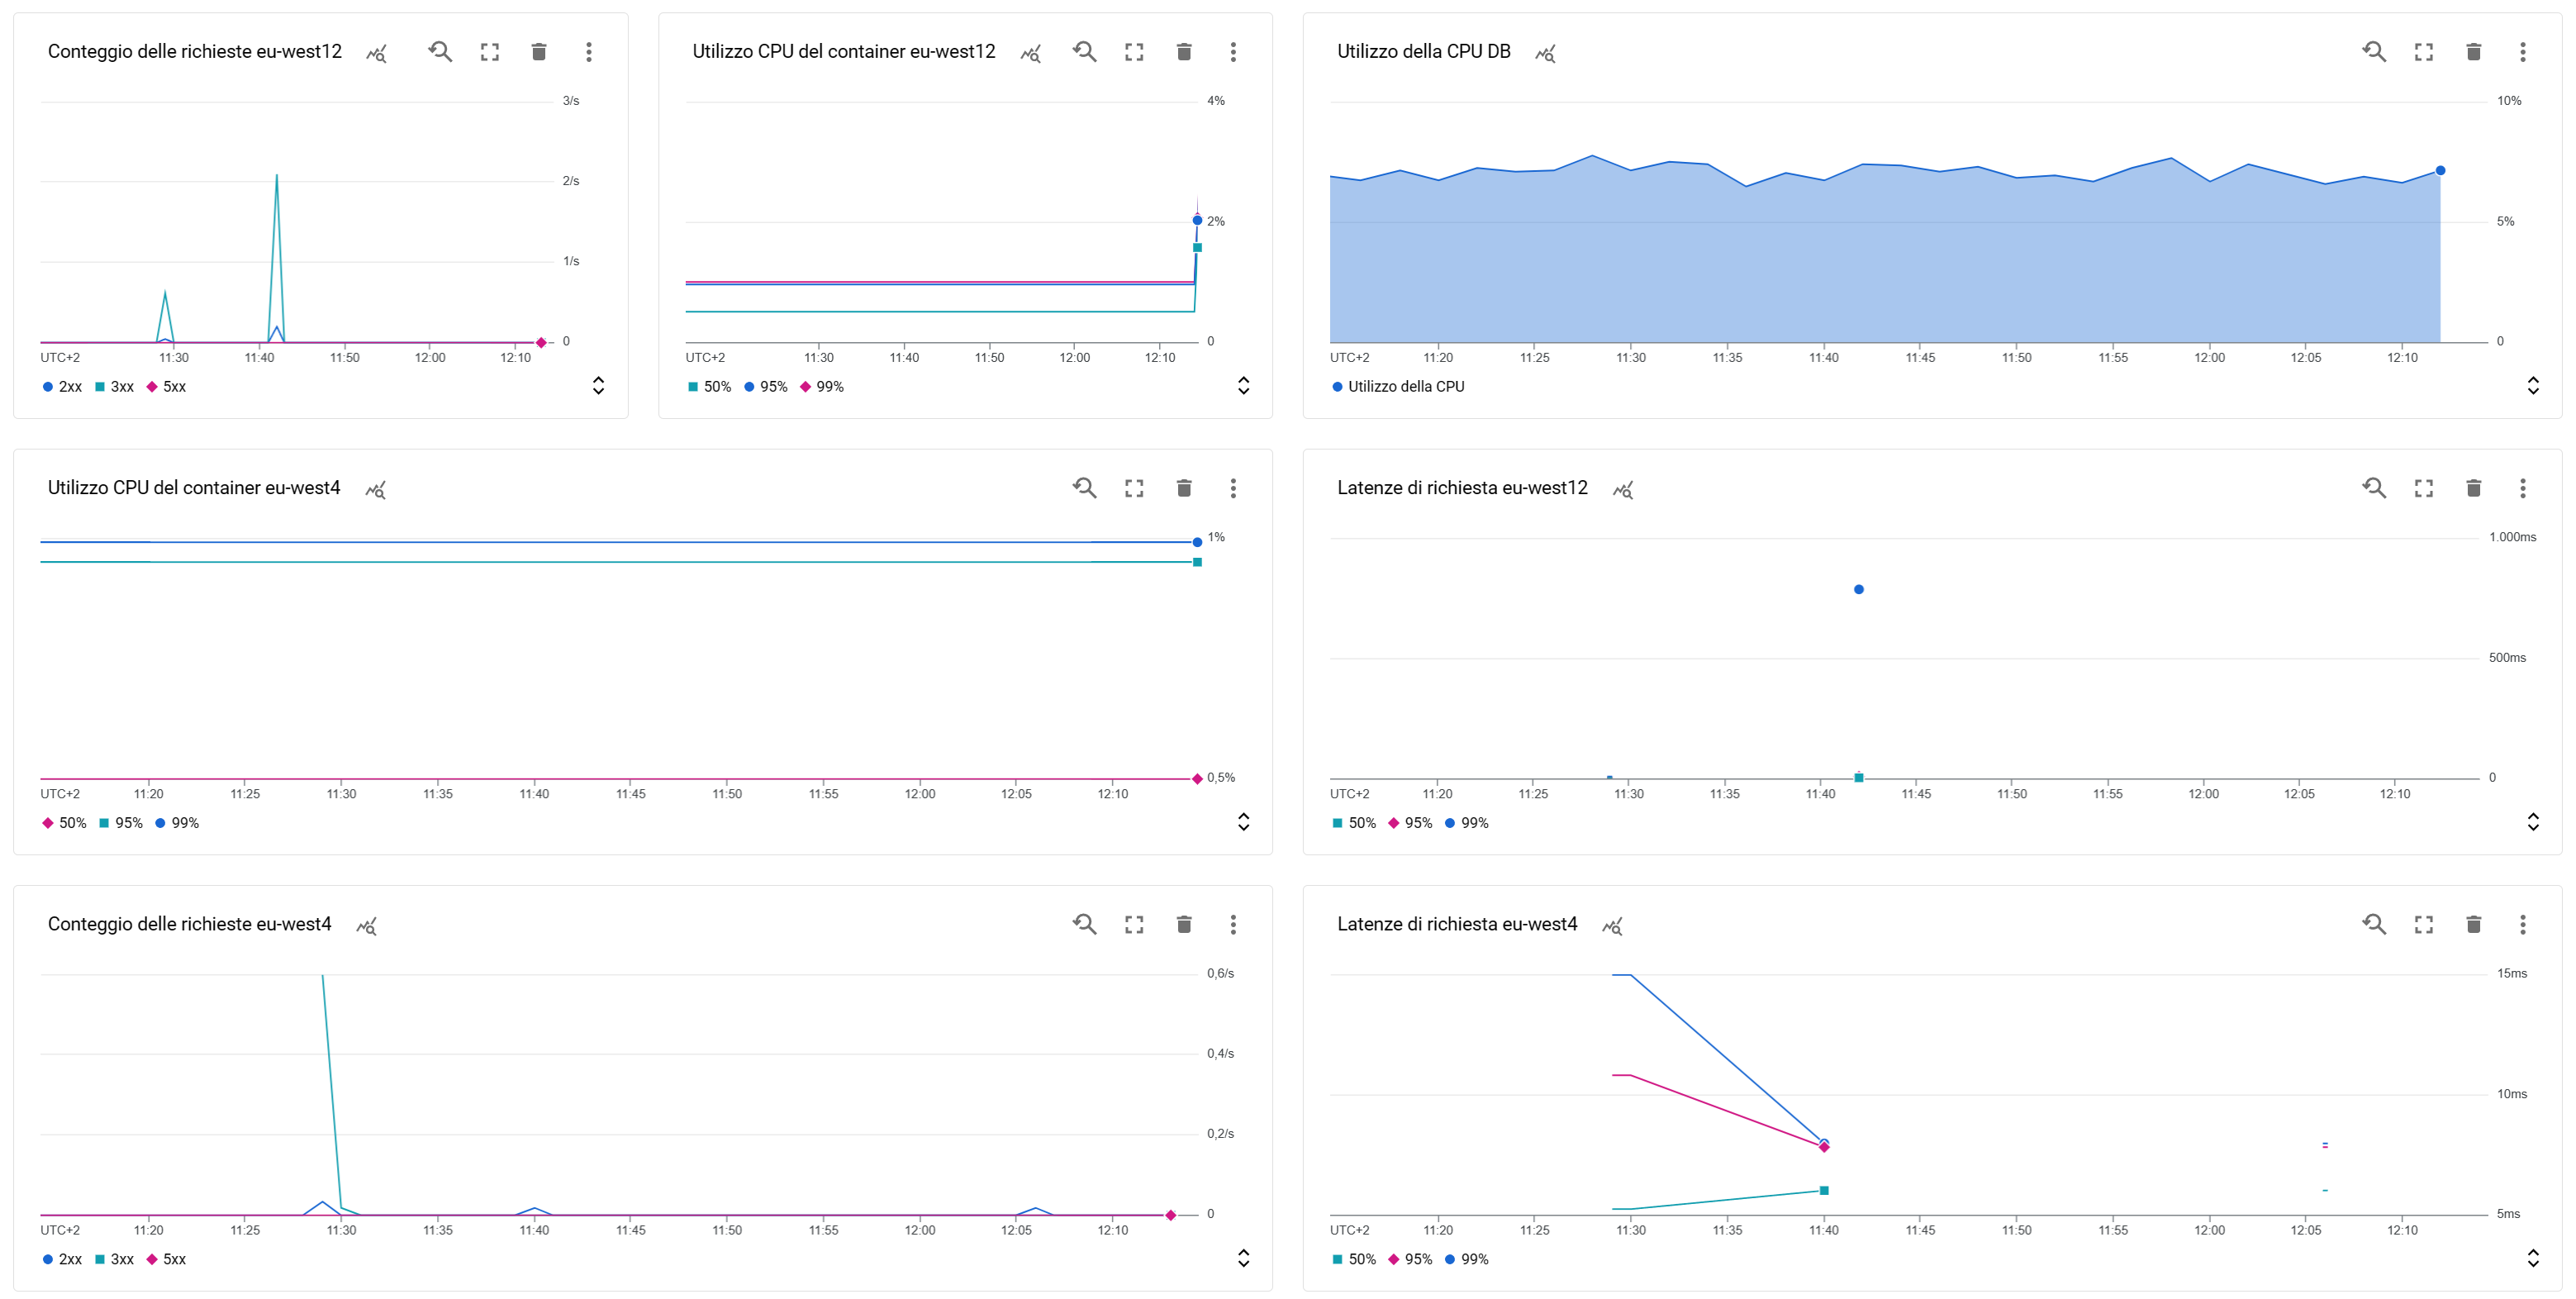 Conteggio delle richieste eu-west12
3/s
2/s
1/s
0
UTC+2 11:30 11:40 11:50 12:00 12:10
2xx 3xx 5xx
Utilizzo CPU del container eu-west12
4%
2%
0
UTC+2 11:30 11:40 11:50 12:00 12:10
50% 95% 99%
Utilizzo della CPU DB
10%
5%
0
UTC+2 11:20 11:25 11:30 11:35 11:40 11:45 11:50 11:55 12:00 12:05 12:10
Utilizzo della CPU
Utilizzo CPU del container eu-west4
1%
0,5%
UTC+2 11:20 11:25 11:30 11:35 11:40 11:45 11:50 11:55 12:00 12:05 12:10
50% 95% 99%
Latenze di richiesta eu-west12
1.000ms
500ms
0
UTC+2 11:20 11:25 11:30 11:35 11:40 11:45 11:50 11:55 12:00 12:05 12:10
50% 95% 99%
Conteggio delle richieste eu-west4
0,6/s
0,4/s
0,2/s
0
UTC+2 11:20 11:25 11:30 11:35 11:40 11:45 11:50 11:55 12:00 12:05 12:10
2xx 3xx 5xx
Latenze di richiesta eu-west4
15ms
10ms
5ms
UTC+2 11:20 11:25 11:30 11:35 11:40 11:45 11:50 11:55 12:00 12:05 12:10
50% 95% 99%